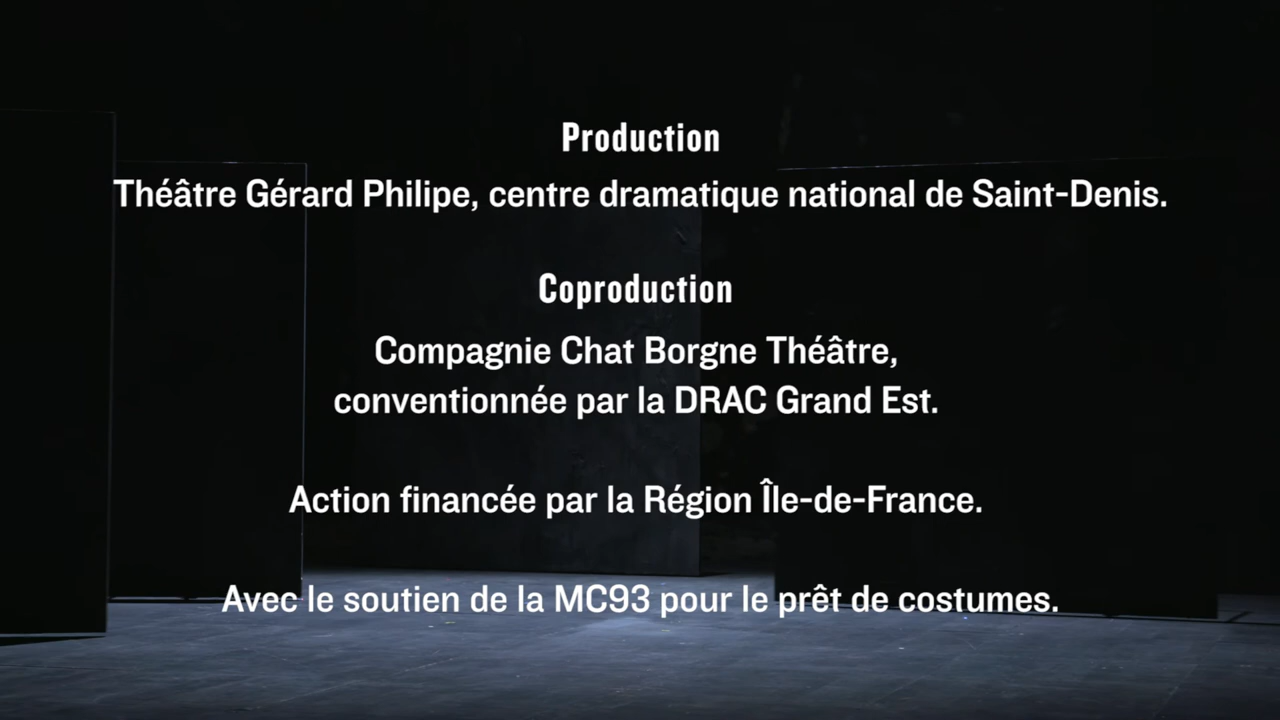 Production
Théâtre Gérard Philipe, centre dramatique national de Saint-Denis.
Coproduction
Compagnie Chat Borgne Théâtre,
conventionnée par la DRAC Grand Est.
Action financée par la Région Île-de-France.
Avec le soutien de la MC93 pour le prêt de costumes.